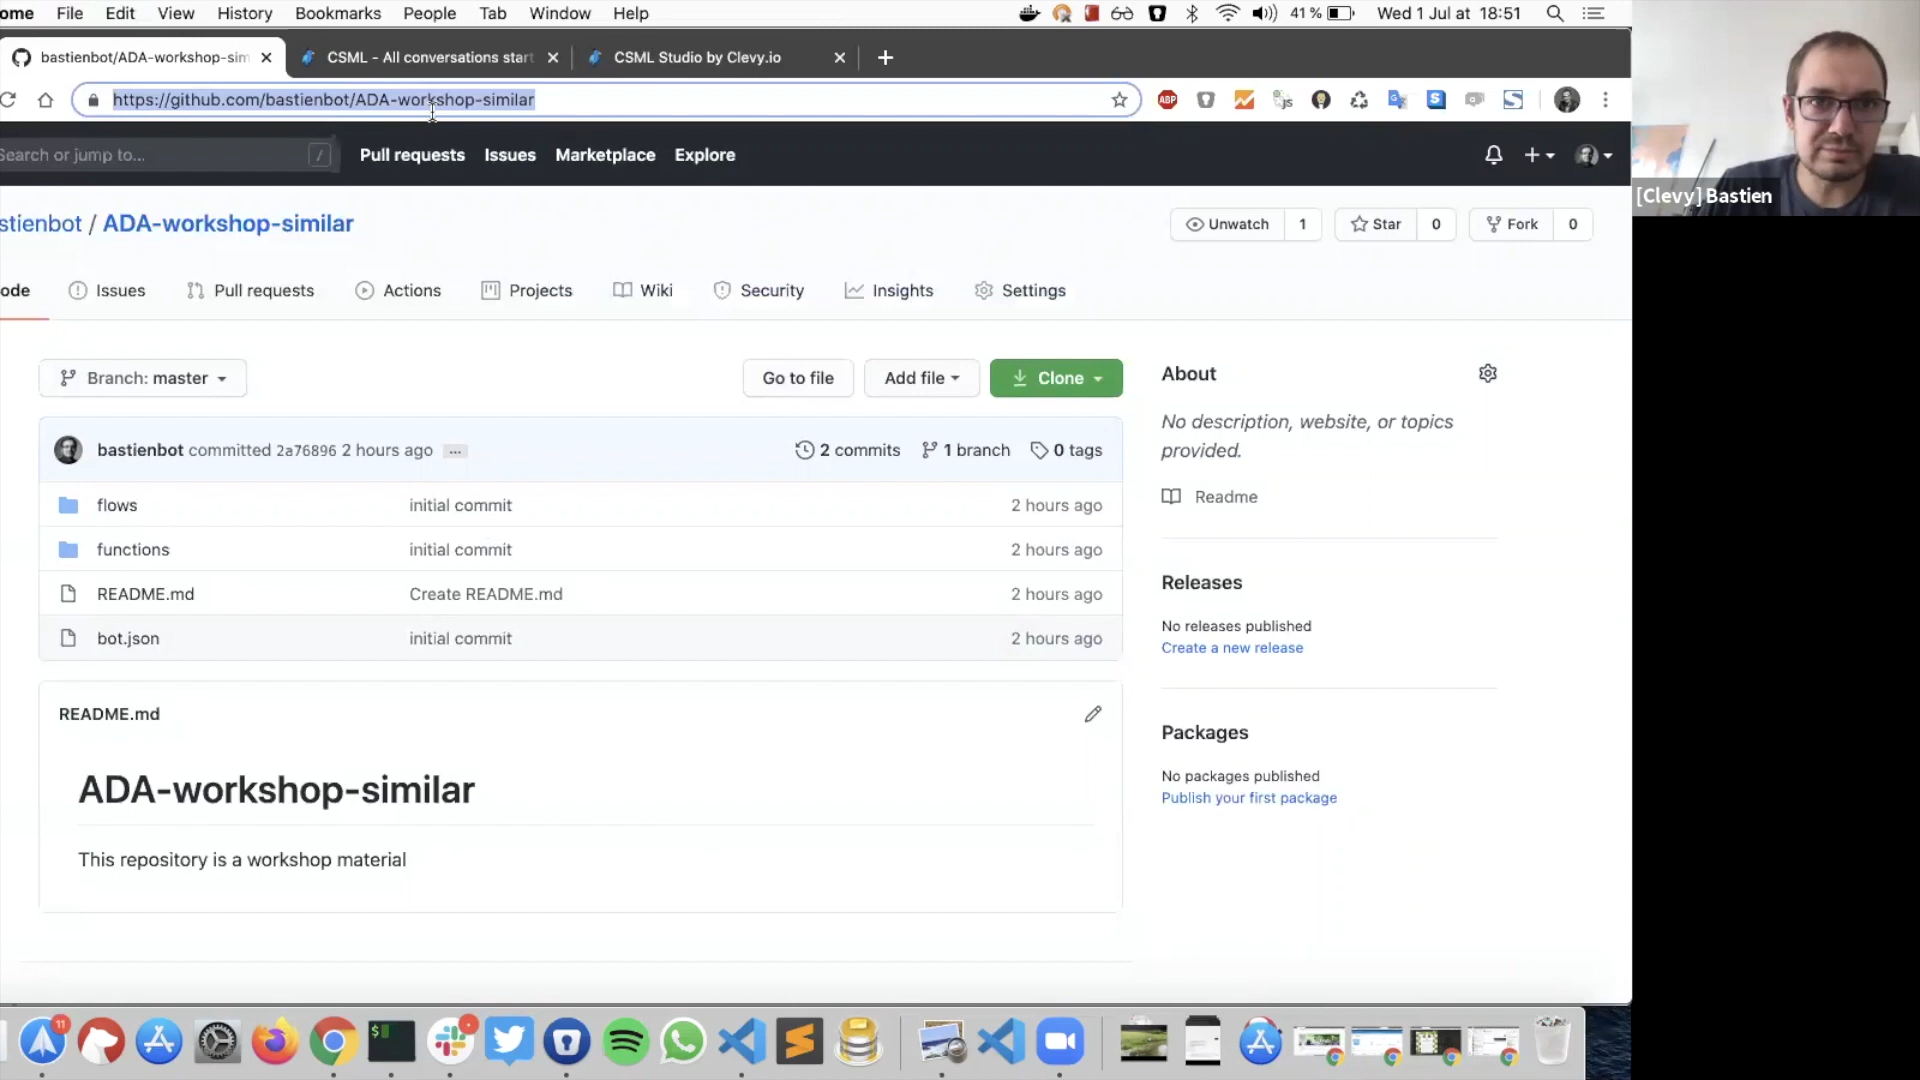 ome File Edit View History Bookmarks People Tab Window Help 41 % Wed 1 Jul at 18:51
bastienbot/ADA-workshop-sim CSML - All conversations start CSML Studio by Clevy.io
https://github.com/bastienbot/ADA-workshop-similar ABP
Search or jump to... / Pull requests Issues Marketplace Explore
[Clevy] Bastien
stienbot / ADA-workshop-similar Unwatch 1 Star 0 Fork 0
ode Issues Pull requests Actions Projects Wiki Security Insights Settings
Branch: master Go to file Add file Clone
bastienbot committed 2a76896 2 hours ago ... 2 commits 1 branch 0 tags
flows initial commit 2 hours ago
functions initial commit 2 hours ago
README.md Create README.md 2 hours ago
bot.json initial commit 2 hours ago
README.md
ADA-workshop-similar
This repository is a workshop material
About
No description, website, or topics
provided.
Readme
Releases
No releases published
Create a new release
Packages
No packages published
Publish your first package
11